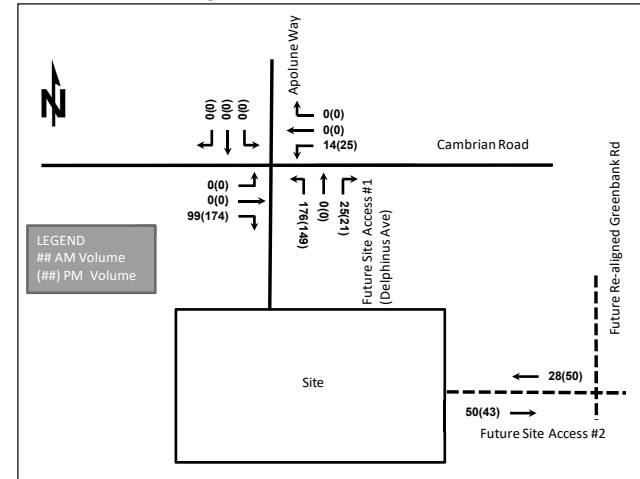 Apolune Way
N
0(0)
0(0)
0(0)
0(0)
0(0)
14(25)
Cambrian Road
0(0)
0(0)
99(174)
176(149)
0(0)
25(21)
Future Site Access #1
(Delphinus Ave)
Future Re-aligned Greenbank Rd
LEGEND
## AM Volume
(##) PM Volume
Site
28(50)
50(43)
Future Site Access #2